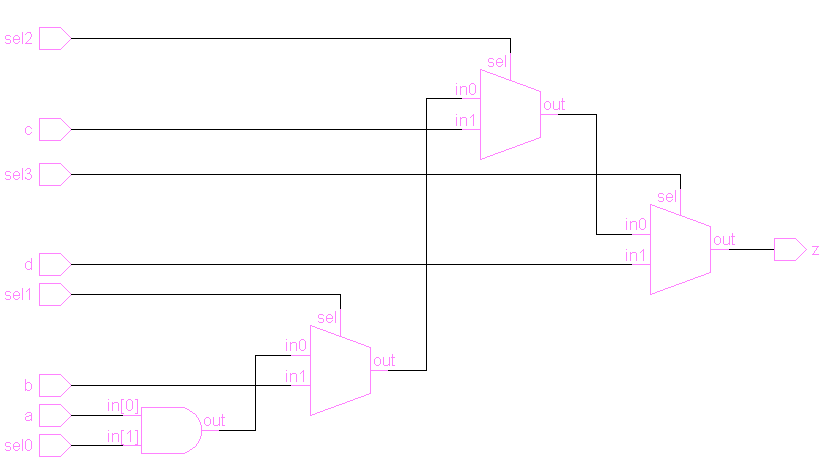 sel2
sel
in0
out
c
in1
sel3
sel
in0
out
z
d
in1
sel1
sel
in0
out
b
in1
a
in[0]
out
sel0
in[1]